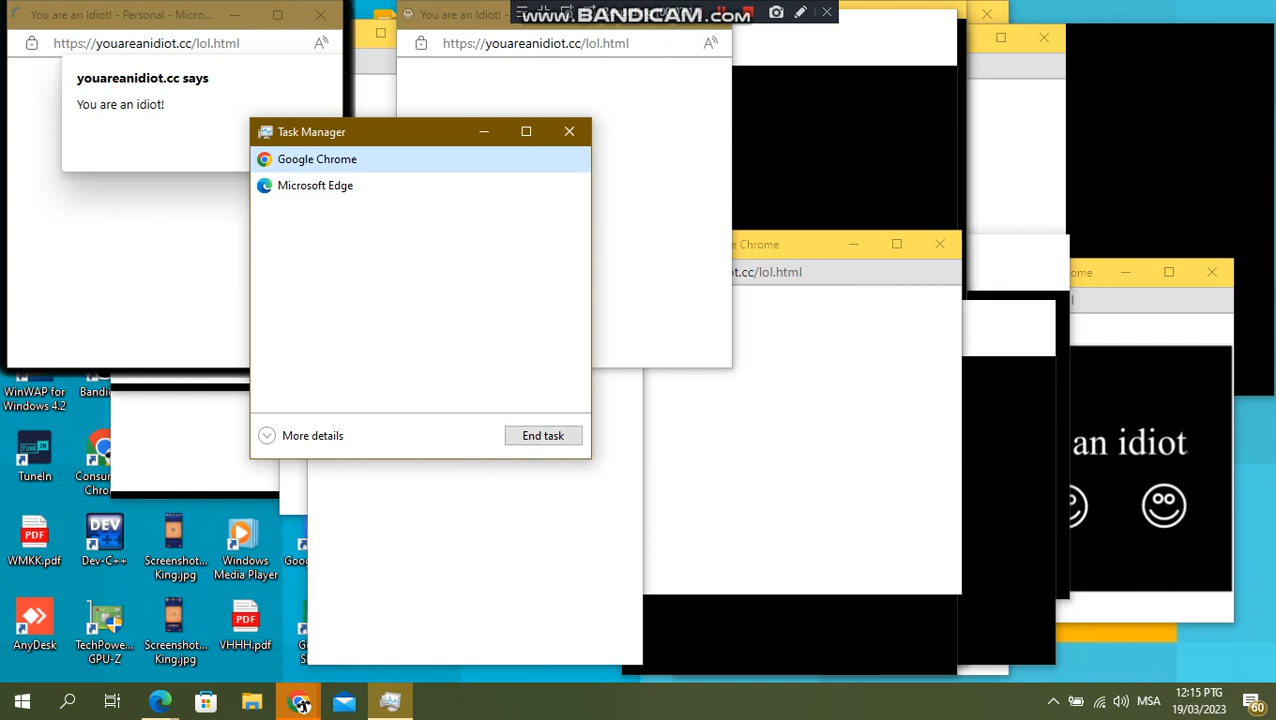 You are an Idiot! - Personal - Micro...
You are an Idiot!
www.BANDICAM.com
https://youareanidiot.cc/lol.html
https://youareanidiot.cc/lol.html
youareanidiot.cc says
You are an idiot!
Task Manager
Google Chrome
Microsoft Edge
e Chrome
ot.cc/lol.html
ome
an idiot
More details
End task
WinWAP for
Windows 4.2
Bandic
TuneIn
Consum
Chro...
WMKK.pdf
Dev-C++
Screenshot...
King.jpg
Windows
Media Player
Goo
AnyDesk
TechPowe...
GPU-Z
Screenshot...
King.jpg
VHHH.pdf
MSA
12:15 PTG
19/03/2023
60